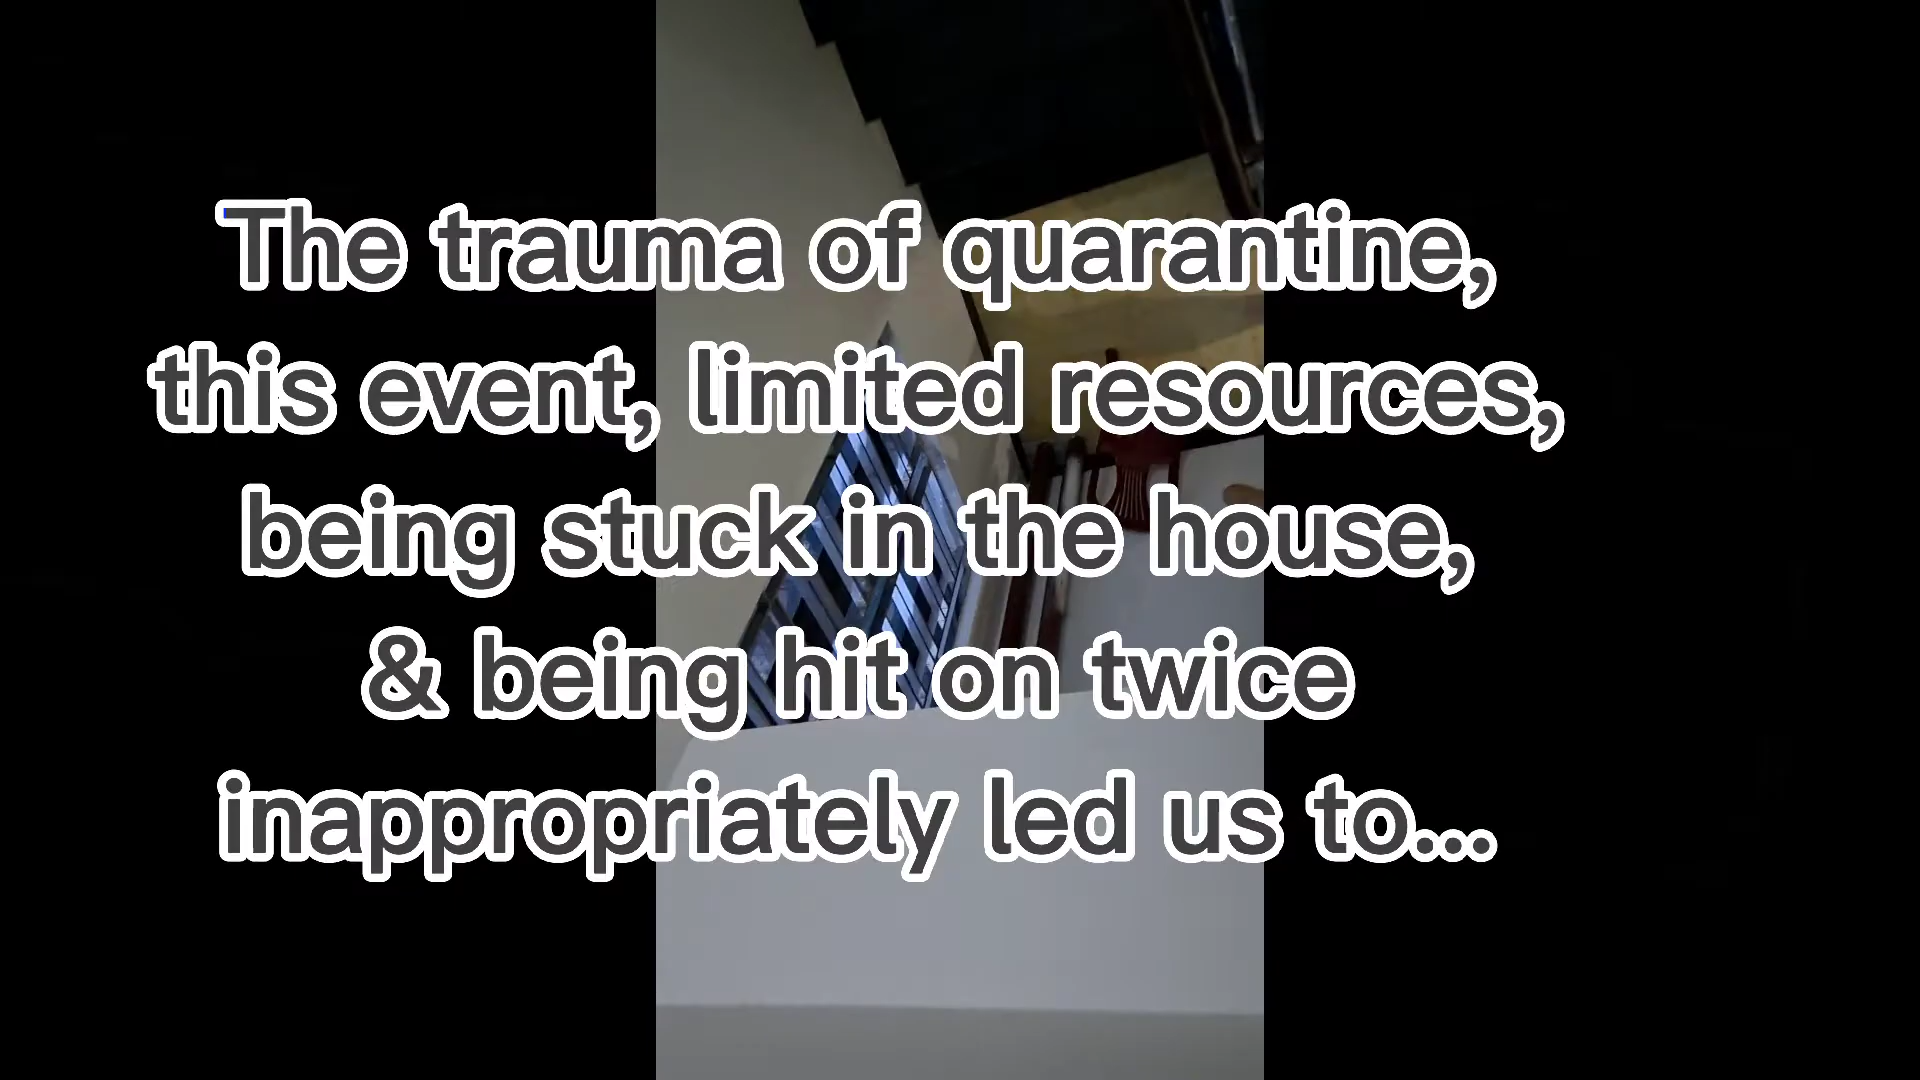 The trauma of quarantine,
this event, limited resources,
being stuck in the house,
& being hit on twice
inappropriately led us to...